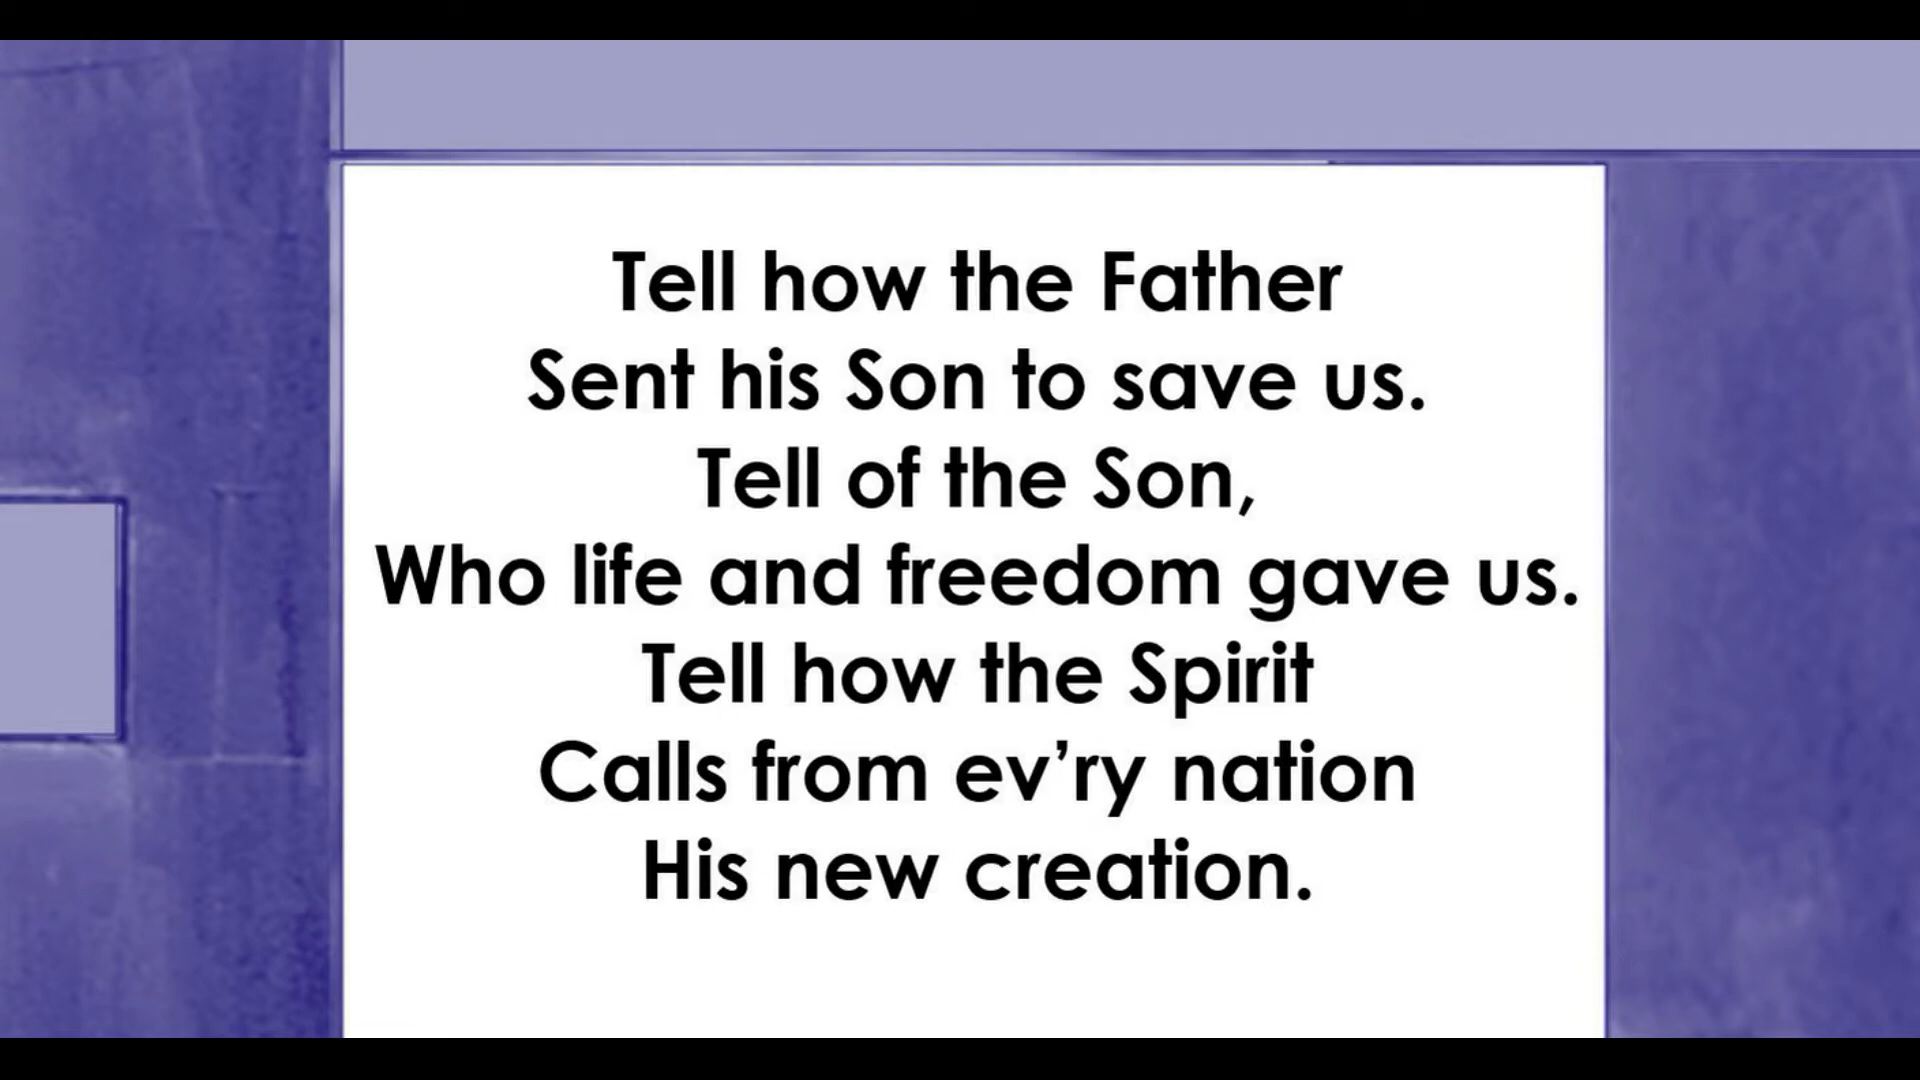 Tell how the Father
Sent his Son to save us.
Tell of the Son,
Who life and freedom gave us.
Tell how the Spirit
Calls from ev’ry nation
His new creation.